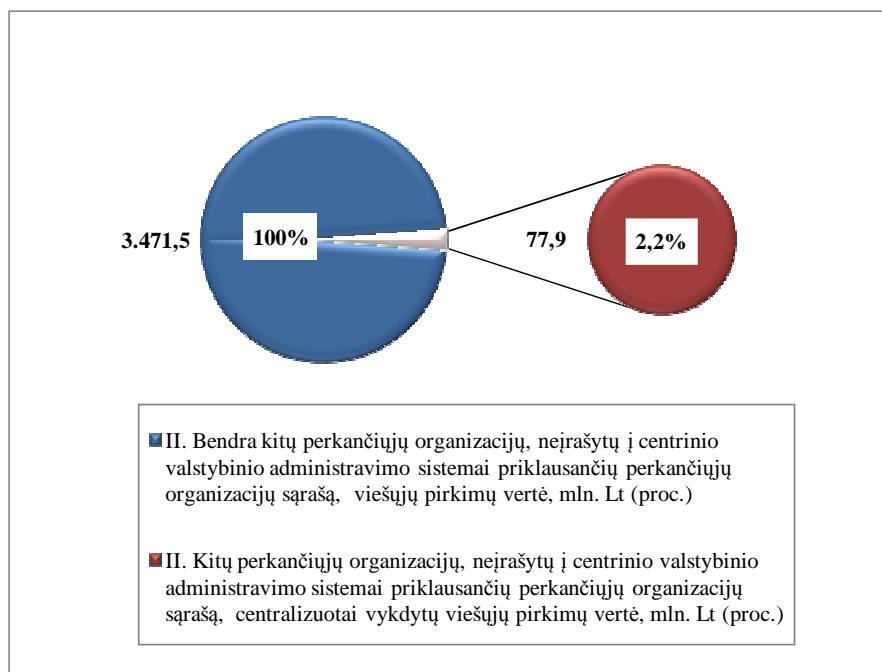 3.471,5
100%
77,9
2,2%
II. Bendra kitų perkančiųjų organizacijų, neįrašytų į centrinio
valstybinio administravimo sistemai priklausančių perkančiųjų
organizacijų sąrašą, viešųjų pirkimų vertė, mln. Lt (proc.)
II. Kitų perkančiųjų organizacijų, neįrašytų į centrinio valstybinio
administravimo sistemai priklausančių perkančiųjų organizacijų
sąrašą, centralizuotai vykdytų viešųjų pirkimų vertė, mln. Lt (proc.)